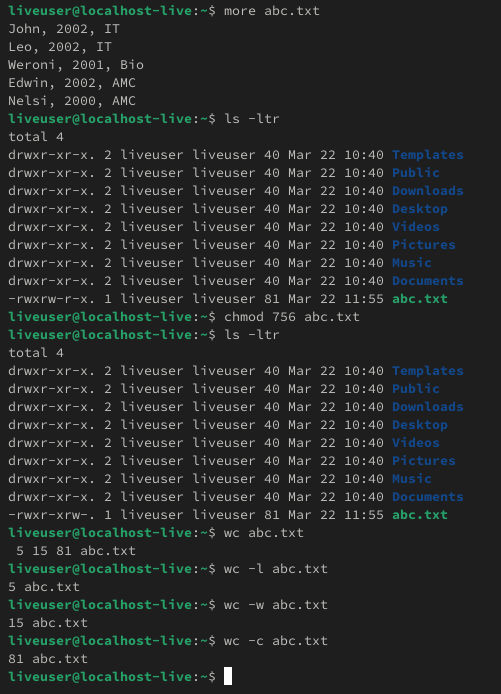 liveuser@localhost-live:~$ more abc.txt
John, 2002, IT
Leo, 2002, IT
Weroni, 2001, Bio
Edwin, 2002, AMC
Nelsi, 2000, AMC
liveuser@localhost-live:~$ ls -ltr
total 4
drwxr-xr-x. 2 liveuser liveuser 40 Mar 22 10:40 Templates
drwxr-xr-x. 2 liveuser liveuser 40 Mar 22 10:40 Public
drwxr-xr-x. 2 liveuser liveuser 40 Mar 22 10:40 Downloads
drwxr-xr-x. 2 liveuser liveuser 40 Mar 22 10:40 Desktop
drwxr-xr-x. 2 liveuser liveuser 40 Mar 22 10:40 Videos
drwxr-xr-x. 2 liveuser liveuser 40 Mar 22 10:40 Pictures
drwxr-xr-x. 2 liveuser liveuser 40 Mar 22 10:40 Music
drwxr-xr-x. 2 liveuser liveuser 40 Mar 22 10:40 Documents
-rwxrw-r-x. 1 liveuser liveuser 81 Mar 22 11:55 abc.txt
liveuser@localhost-live:~$ chmod 756 abc.txt
liveuser@localhost-live:~$ ls -ltr
total 4
drwxr-xr-x. 2 liveuser liveuser 40 Mar 22 10:40 Templates
drwxr-xr-x. 2 liveuser liveuser 40 Mar 22 10:40 Public
drwxr-xr-x. 2 liveuser liveuser 40 Mar 22 10:40 Downloads
drwxr-xr-x. 2 liveuser liveuser 40 Mar 22 10:40 Desktop
drwxr-xr-x. 2 liveuser liveuser 40 Mar 22 10:40 Videos
drwxr-xr-x. 2 liveuser liveuser 40 Mar 22 10:40 Pictures
drwxr-xr-x. 2 liveuser liveuser 40 Mar 22 10:40 Music
drwxr-xr-x. 2 liveuser liveuser 40 Mar 22 10:40 Documents
-rwxr-xrw-. 1 liveuser liveuser 81 Mar 22 11:55 abc.txt
liveuser@localhost-live:~$ wc abc.txt
 5 15 81 abc.txt
liveuser@localhost-live:~$ wc -l abc.txt
5 abc.txt
liveuser@localhost-live:~$ wc -w abc.txt
15 abc.txt
liveuser@localhost-live:~$ wc -c abc.txt
81 abc.txt
liveuser@localhost-live:~$